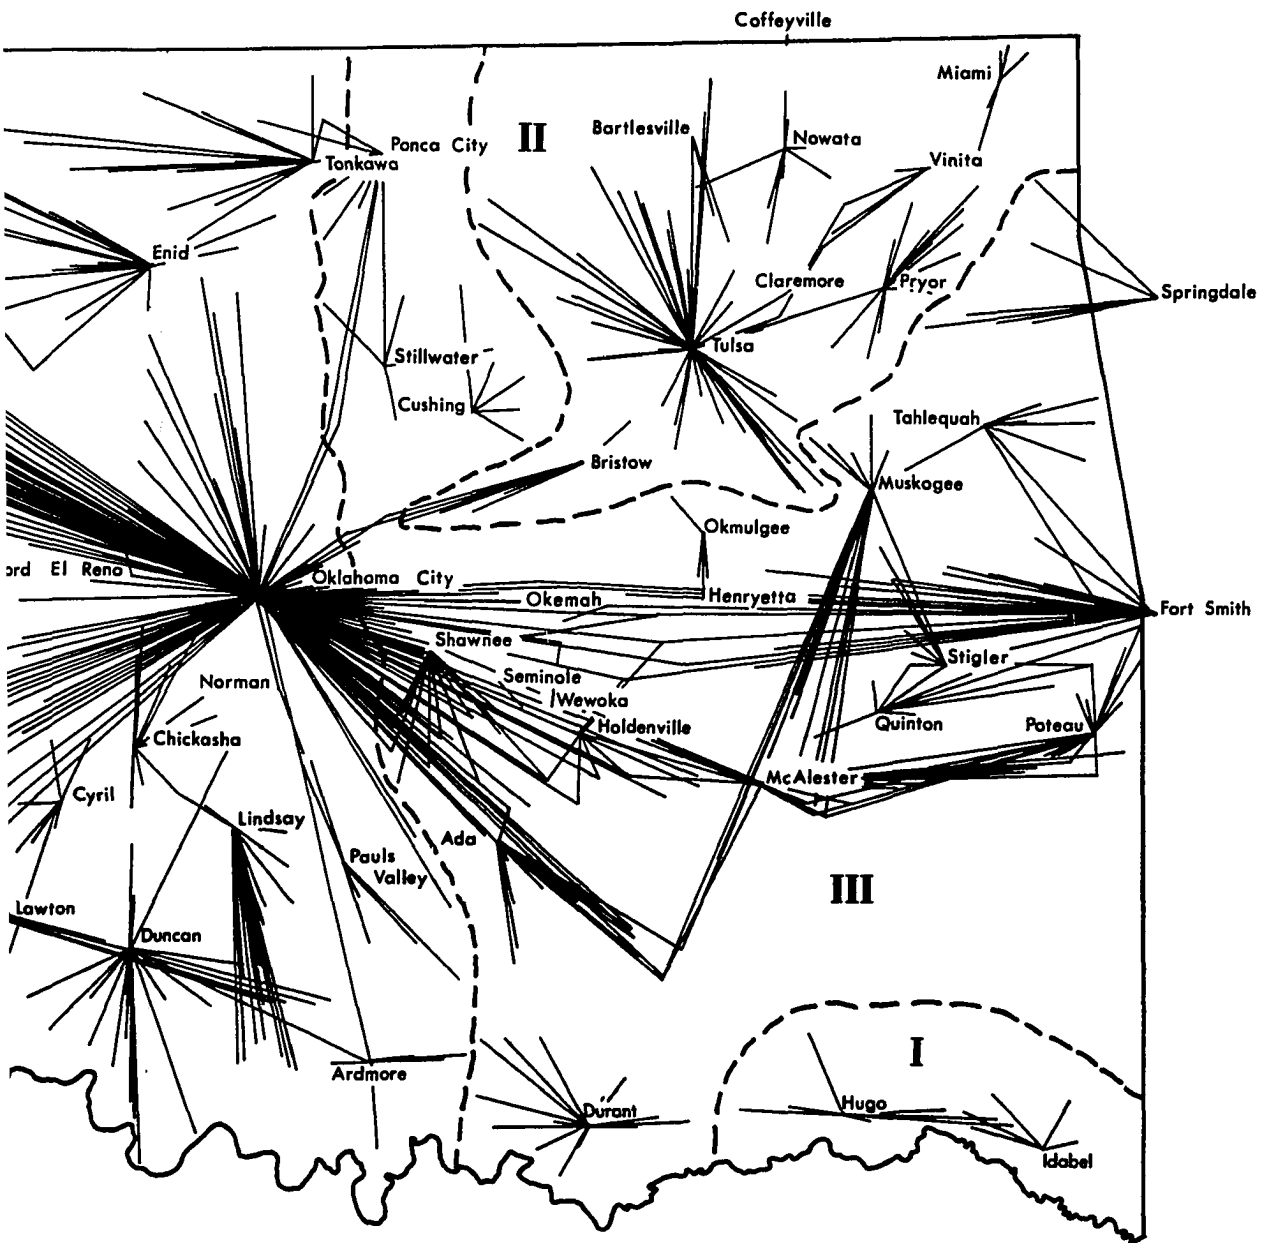 Coffeyville
Miami
Bartlesville
II
Ponca City
Nowata
Tonkawa
Vinita
Enid
Claremore
Pryor
Springdale
Tulsa
Stillwater
Cushing
Tahlequah
Bristow
Muskogee
Okmulgee
ord El Reno
Oklahoma City
Okemah
Henryetta
Fort Smith
Shawnee
Stigler
Seminole
Norman
Wewoka
Holdenville
Quinton
Poteau
Chickasha
McAlester
Cyril
Lindsay
Ada
Pauls
Valley
III
Lawton
Duncan
I
Ardmore
Durant
Hugo
Idabel